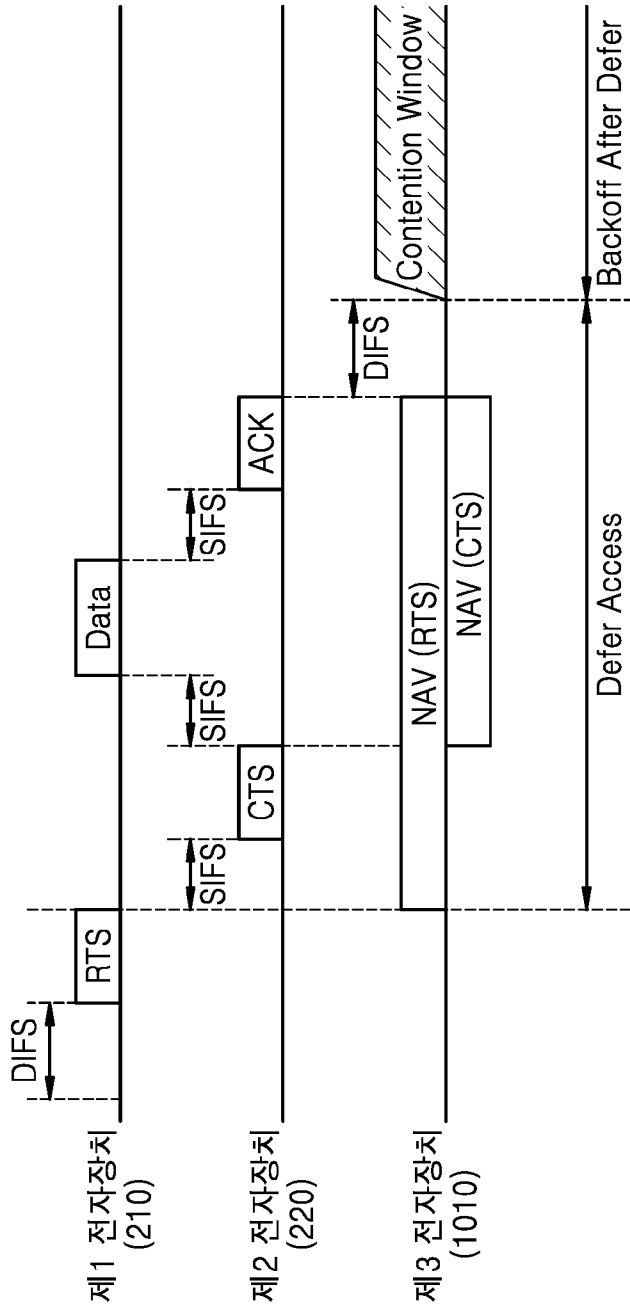 제1 전자장치
(210)
DIFS
RTS
SIFS
Data
SIFS
제2 전자장치
(220)
SIFS
CTS
ACK
제3 전자장치
(1010)
NAV (RTS)
NAV (CTS)
DIFS
Contention Window
Defer Access
Backoff After Defer